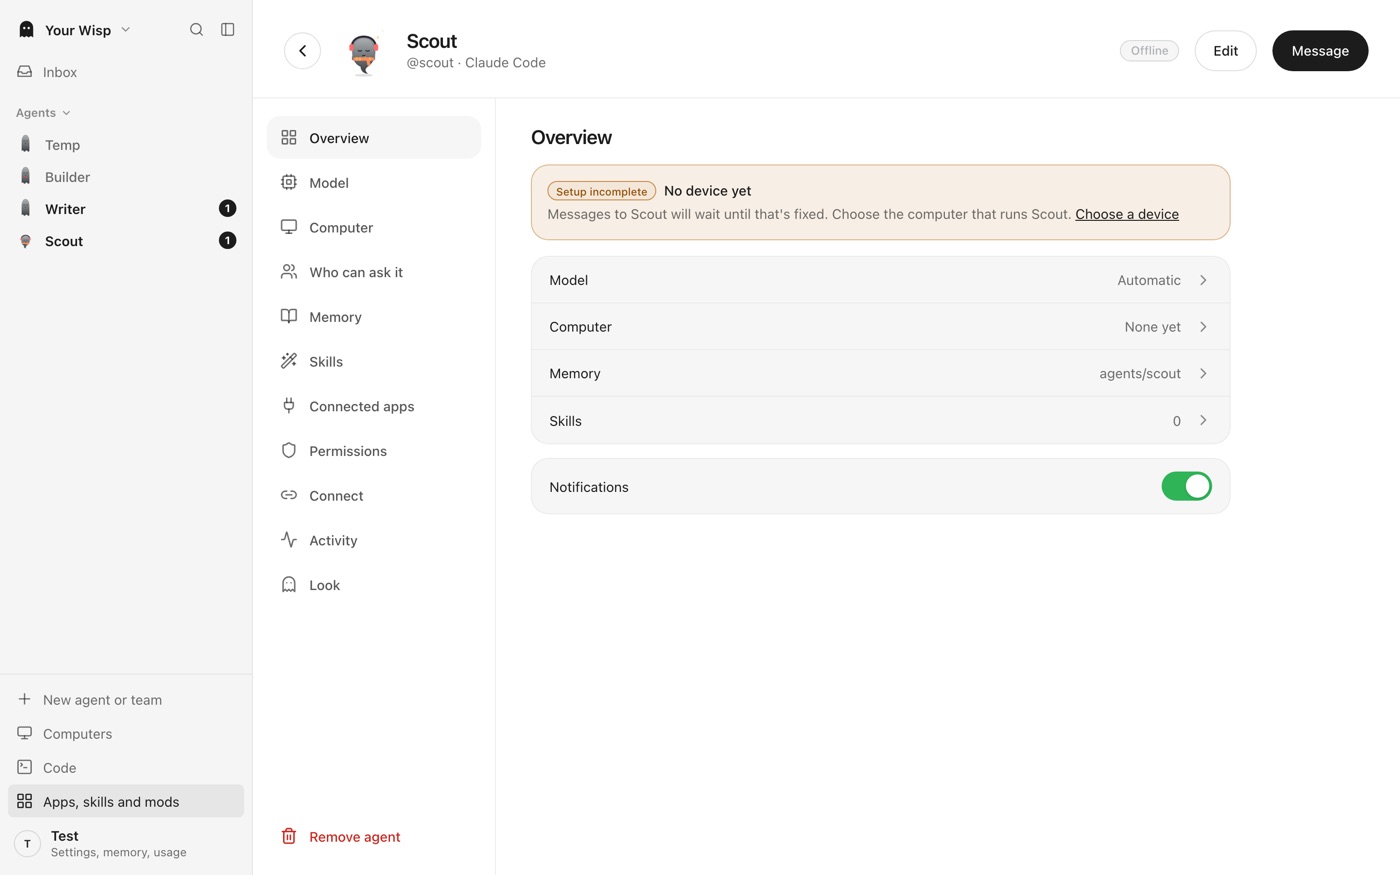 Your Wisp
Inbox
Agents
Temp
Builder
Writer 1
Scout 1
New agent or team
Computers
Code
Apps, skills and mods
T
Test
Settings, memory, usage
Scout
@scout · Claude Code
Offline
Edit
Message
Overview
Model
Computer
Who can ask it
Memory
Skills
Connected apps
Permissions
Connect
Activity
Look
Remove agent
Overview
Setup incomplete No device yet
Messages to Scout will wait until that's fixed. Choose the computer that runs Scout. Choose a device
Model Automatic
Computer None yet
Memory agents/scout
Skills 0
Notifications